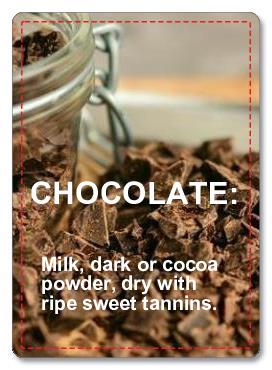 CHOCOLATE:
Milk, dark or cocoa
powder, dry with
ripe sweet tannins.